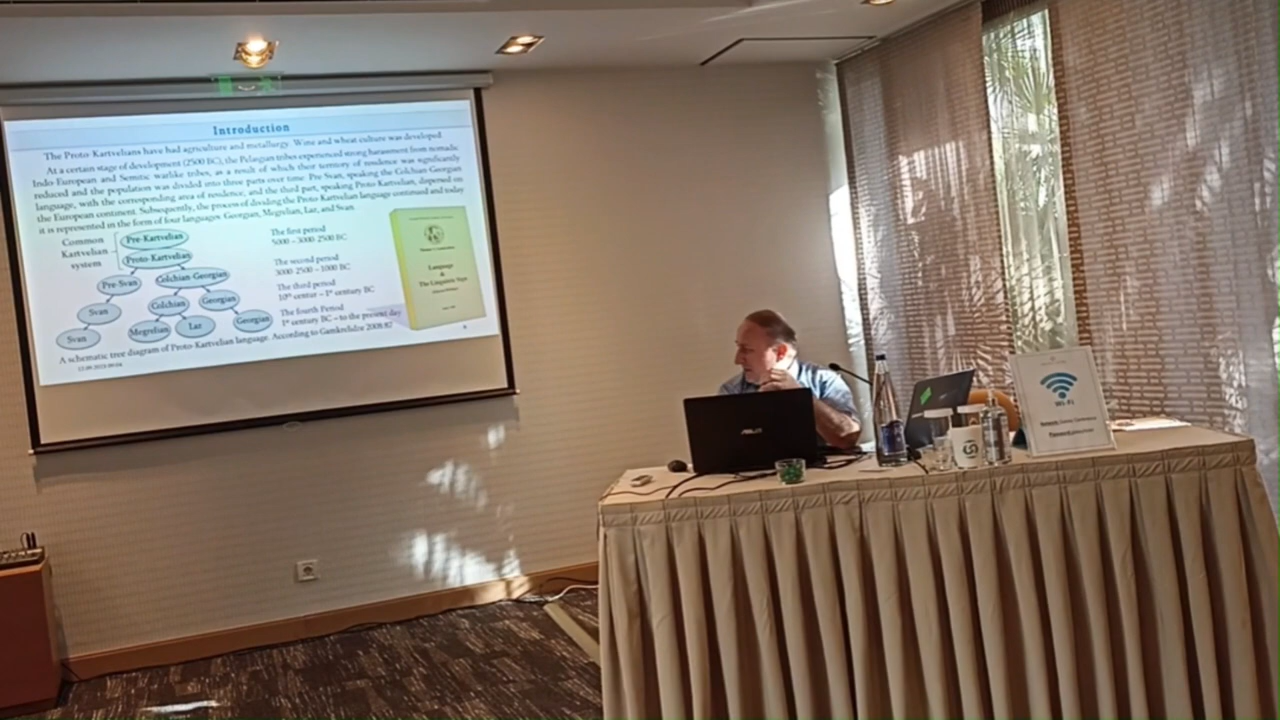 Introduction
The Proto-Kartvelians have had agriculture and metallurgy. Wine and wheat culture was developed.
At a certain stage of development (2500 BC), the Pelasgian tribes experienced strong harassment from nomadic
Indo-European and Semitic warlike tribes, as a result of which their territory of residence was significantly
reduced and the population was divided into three parts over time. Pre-Svan, speaking the Colchian-Georgian
language, with the corresponding area of residence, and the third part, speaking Proto-Kartvelian, dispersed on
the European continent. Subsequently, the process of dividing the Proto-Kartvelian language continued and today
it is represented in the form of four languages: Georgian, Megrelian, Laz, and Svan.
Common
Kartvelian
system
Pre-Kartvelian
Proto-Kartvelian
Pre-Svan
Colchian-Georgian
Svan
Colchian
Georgian
Svan
Megrelian
Laz
Georgian
The first period
5000 – 3000-2500 BC
The second period
3000-2500 – 1000 BC
The third period
10th centur – 1st century BC
The fourth Period
1st century BC – to the present day
Language
&
The Linguistic Sign
A schematic tree diagram of Proto-Kartvelian language. According to Gamkrelidze 2008:87
ASUS
Wi-Fi